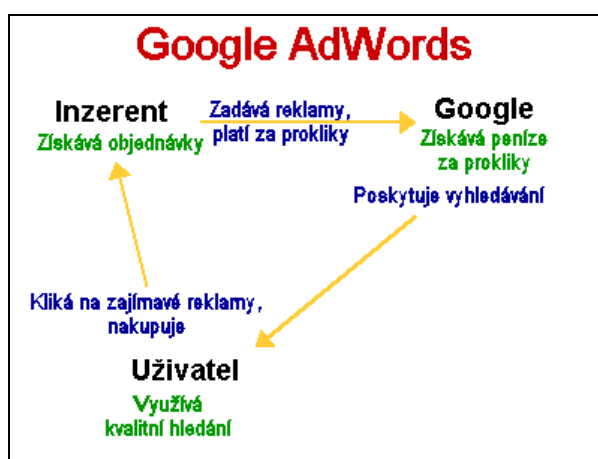 Google AdWords
Inzerent
Získává objednávky
Zadává reklamy,
platí za prokliky
Google
Získává peníze
za prokliky
Poskytuje vyhledávání
Kliká na zajímavé reklamy,
nakupuje
Uživatel
Využívá
kvalitní hledání